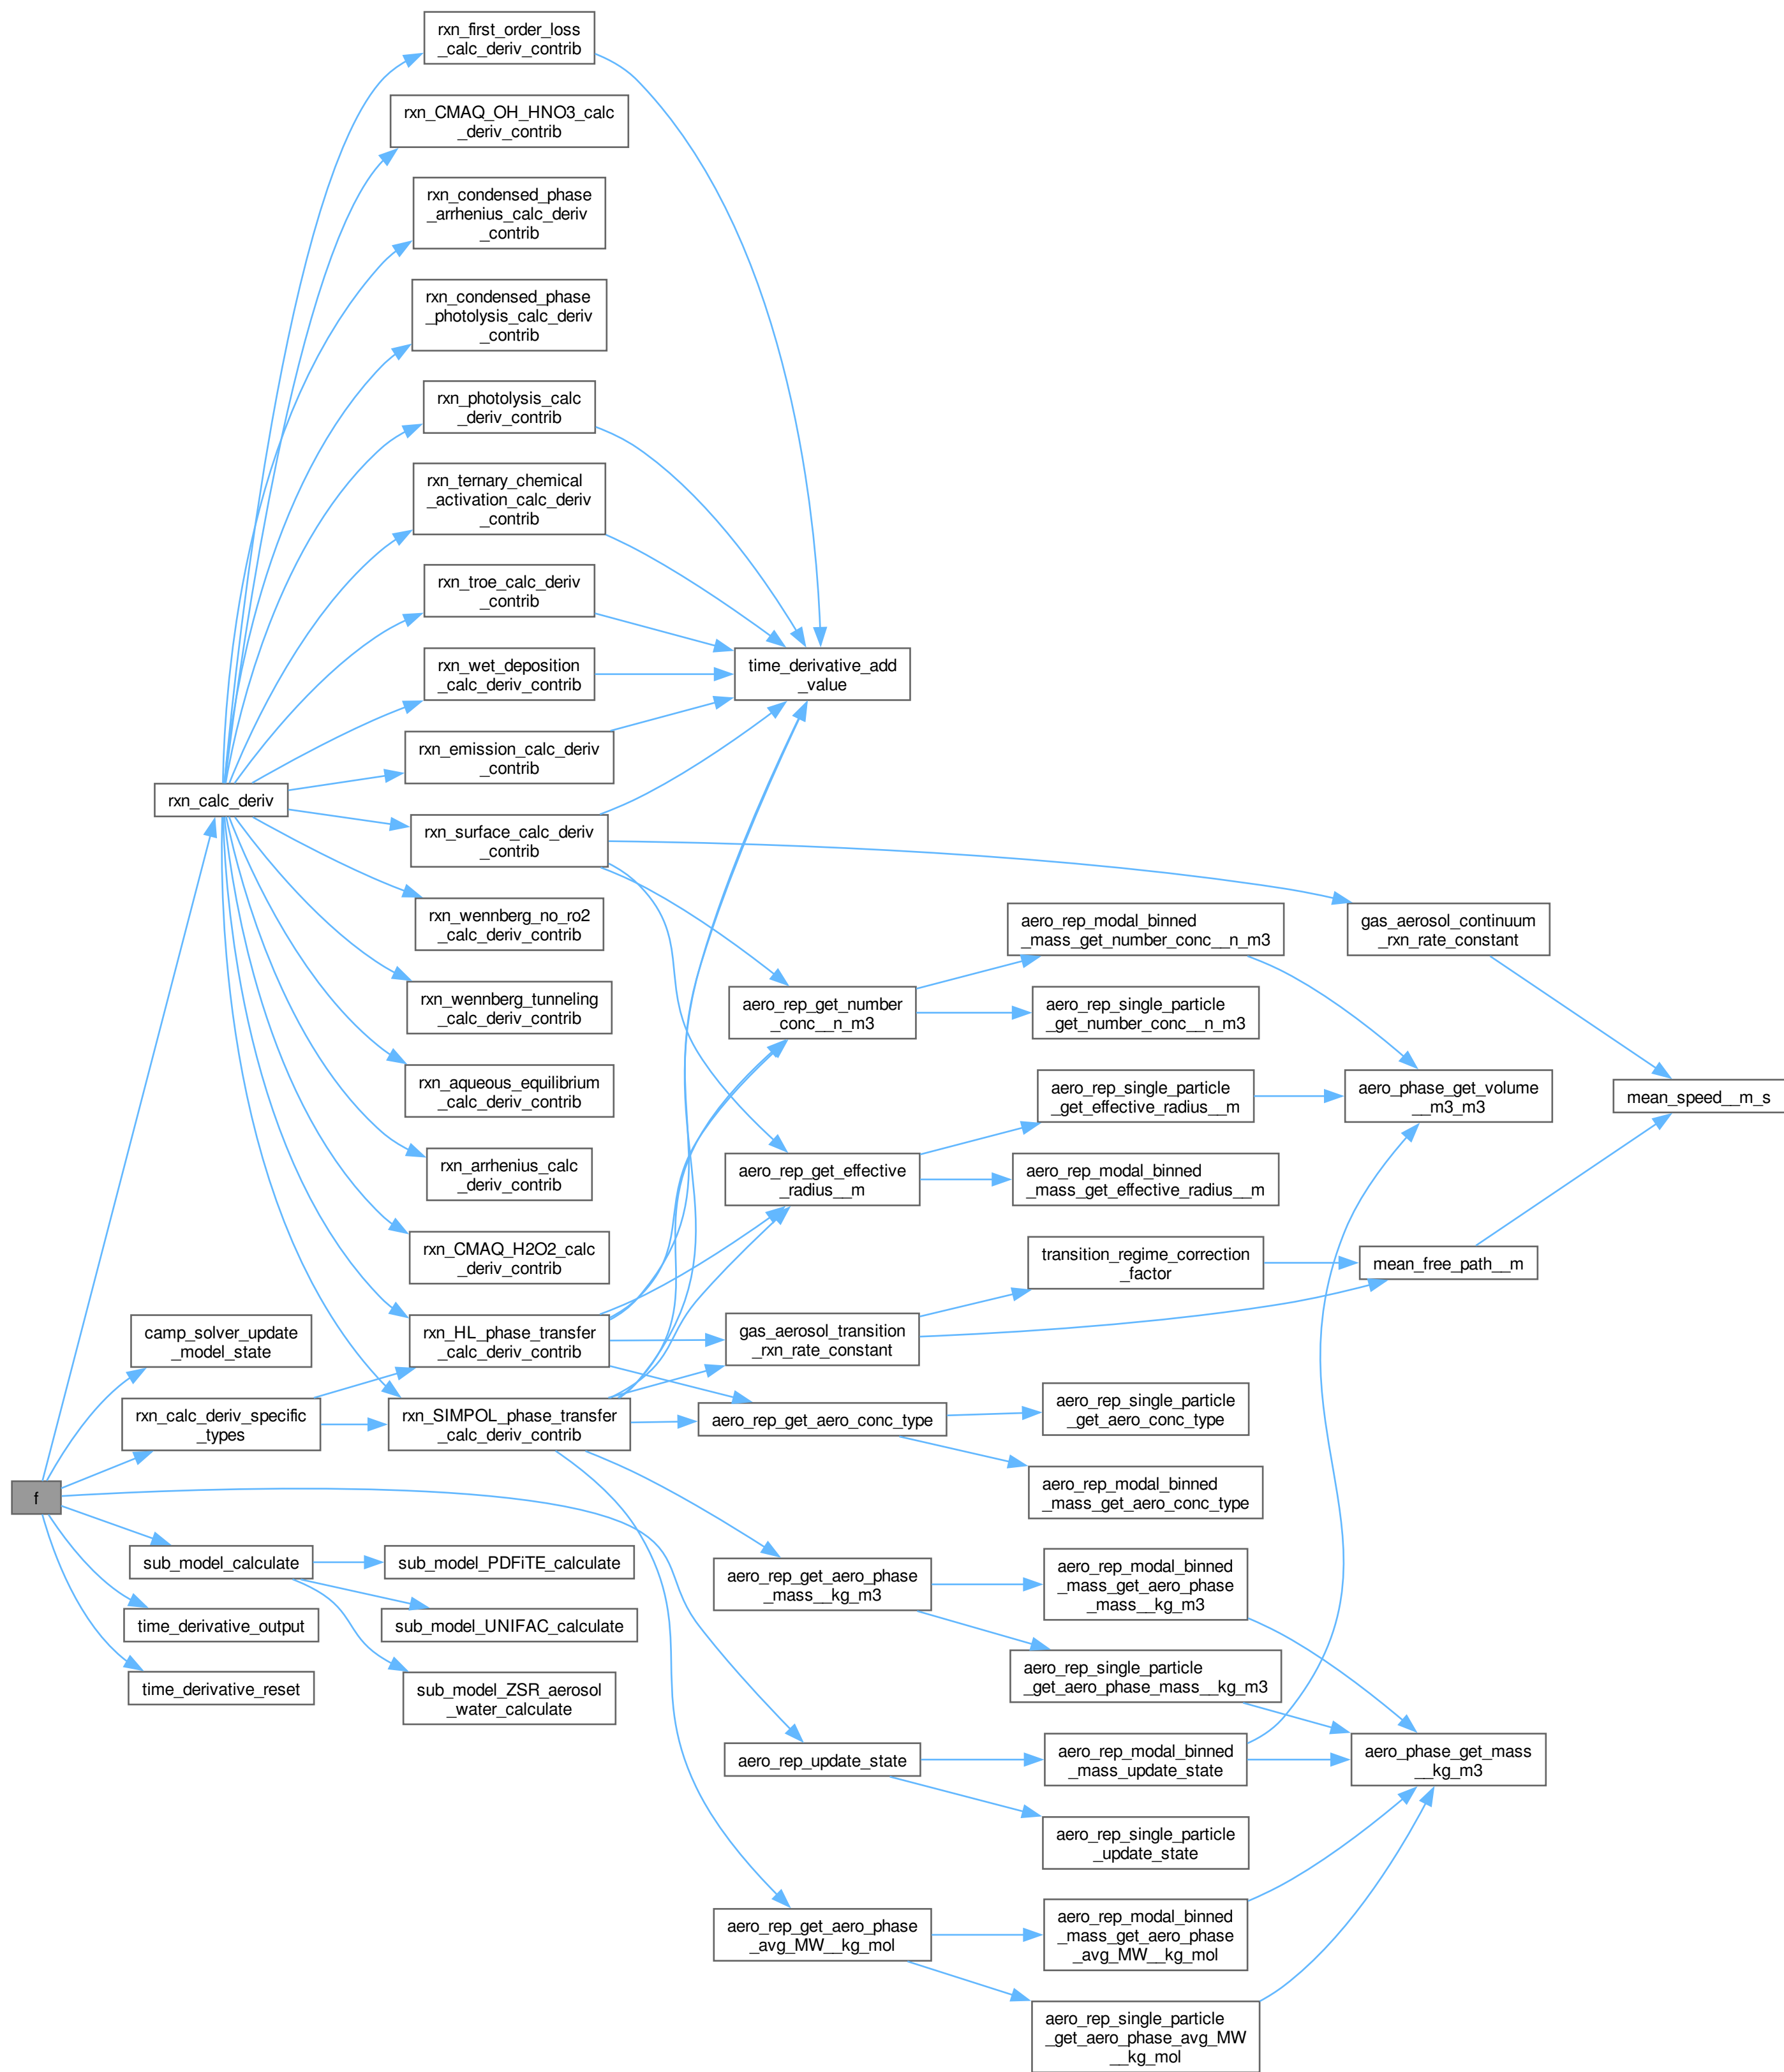 rxn_first_order_loss
_calc_deriv_contrib
rxn_CMAQ_OH_HNO3_calc
_deriv_contrib
rxn_condensed_phase
_arrhenius_calc_deriv
_contrib
rxn_condensed_phase
_photolysis_calc_deriv
_contrib
rxn_photolysis_calc
_deriv_contrib
rxn_ternary_chemical
_activation_calc_deriv
_contrib
rxn_troe_calc_deriv
_contrib
rxn_wet_deposition
_calc_deriv_contrib
time_derivative_add
_value
rxn_emission_calc_deriv
_contrib
rxn_calc_deriv
rxn_surface_calc_deriv
_contrib
rxn_wennberg_no_ro2
_calc_deriv_contrib
aero_rep_modal_binned
_mass_get_number_conc__n_m3
gas_aerosol_continuum
_rxn_rate_constant
rxn_wennberg_tunneling
_calc_deriv_contrib
aero_rep_get_number
_conc__n_m3
aero_rep_single_particle
_get_number_conc__n_m3
rxn_aqueous_equilibrium
_calc_deriv_contrib
aero_rep_single_particle
_get_effective_radius__m
aero_phase_get_volume
__m3_m3
mean_speed__m_s
rxn_arrhenius_calc
_deriv_contrib
aero_rep_get_effective
_radius__m
aero_rep_modal_binned
_mass_get_effective_radius__m
rxn_CMAQ_H2O2_calc
_deriv_contrib
transition_regime_correction
_factor
mean_free_path__m
camp_solver_update
_model_state
rxn_HL_phase_transfer
_calc_deriv_contrib
gas_aerosol_transition
_rxn_rate_constant
rxn_calc_deriv_specific
_types
rxn_SIMPOL_phase_transfer
_calc_deriv_contrib
aero_rep_get_aero_conc_type
aero_rep_single_particle
_get_aero_conc_type
f
aero_rep_modal_binned
_mass_get_aero_conc_type
sub_model_calculate
sub_model_PDFiTE_calculate
aero_rep_get_aero_phase
_mass__kg_m3
aero_rep_modal_binned
_mass_get_aero_phase
_mass__kg_m3
time_derivative_output
sub_model_UNIFAC_calculate
aero_rep_single_particle
_get_aero_phase_mass__kg_m3
time_derivative_reset
sub_model_ZSR_aerosol
_water_calculate
aero_rep_update_state
aero_rep_modal_binned
_mass_update_state
aero_phase_get_mass
__kg_m3
aero_rep_single_particle
_update_state
aero_rep_get_aero_phase
_avg_MW__kg_mol
aero_rep_modal_binned
_mass_get_aero_phase
_avg_MW__kg_mol
aero_rep_single_particle
_get_aero_phase_avg_MW
__kg_mol